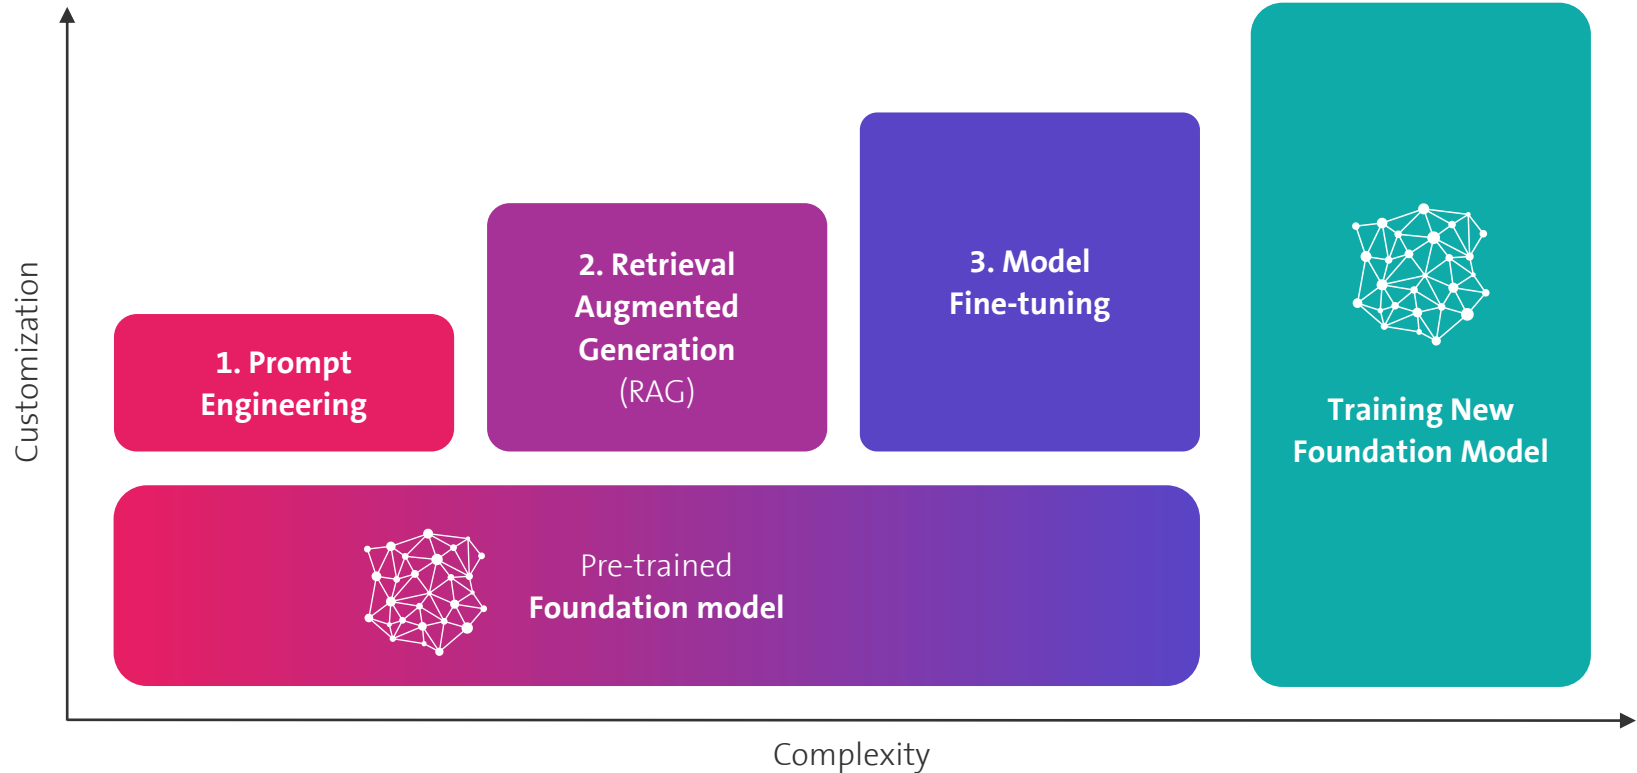 Customization
1. Prompt
Engineering
2. Retrieval
Augmented
Generation
(RAG)
3. Model
Fine-tuning
Training New
Foundation Model
Pre-trained
Foundation model
Complexity